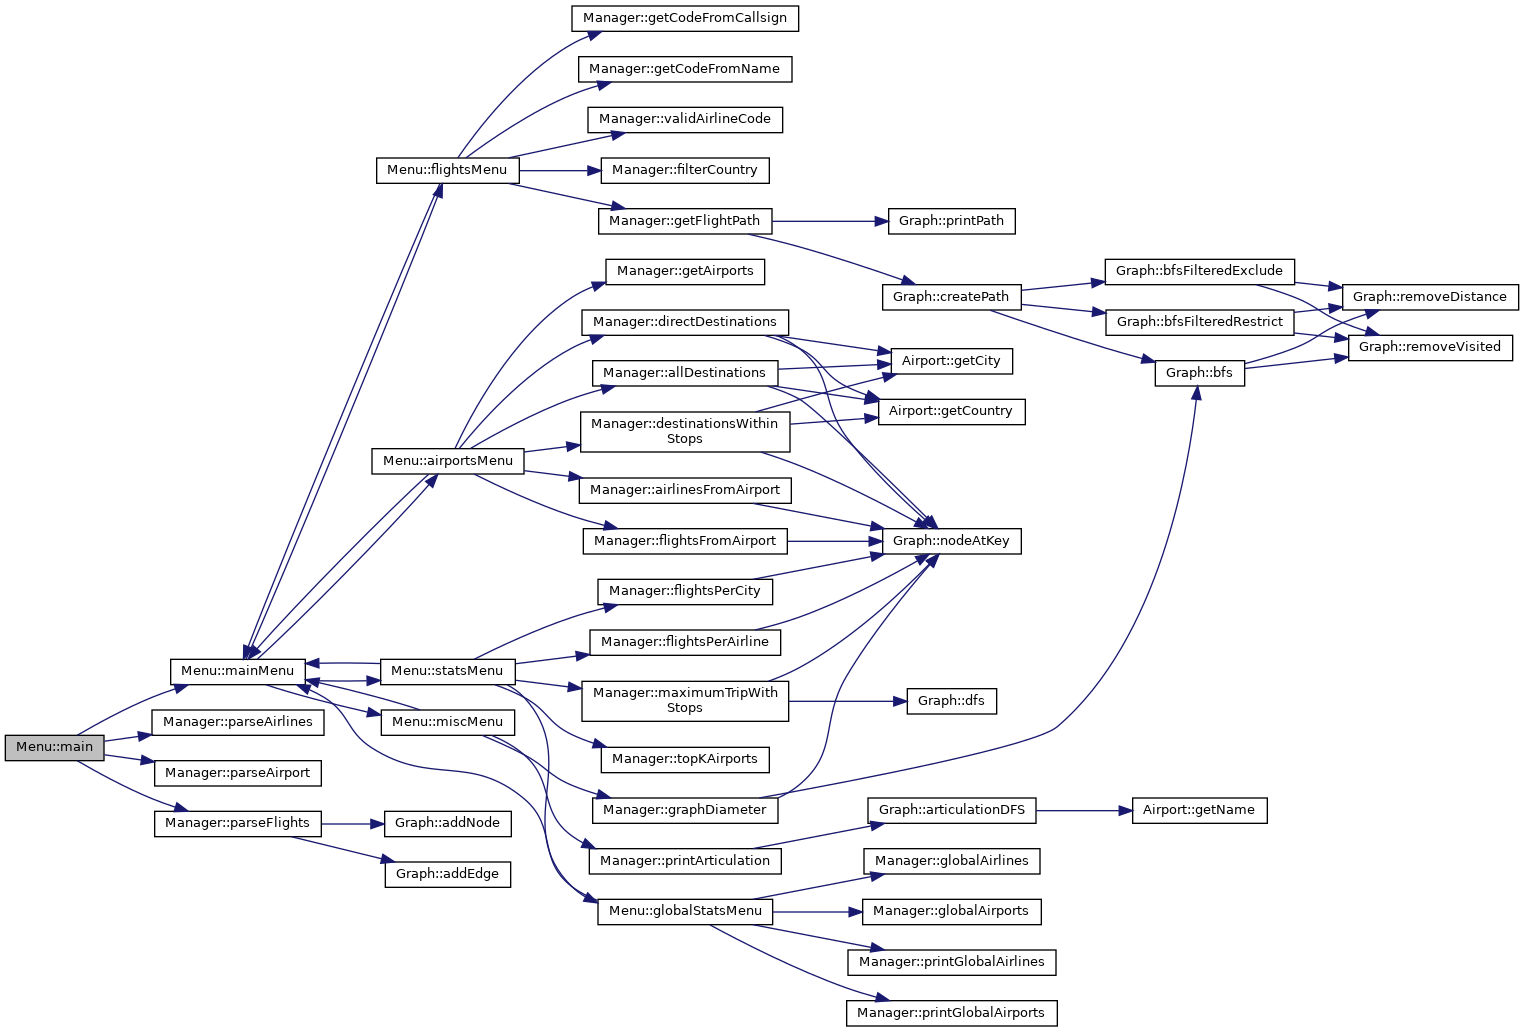 Manager::getCodeFromCallsign
Manager::getCodeFromName
Manager::validAirlineCode
Menu::flightsMenu
Manager::filterCountry
Manager::getFlightPath
Graph::printPath
Manager::getAirports
Graph::bfsFilteredExclude
Graph::createPath
Graph::removeDistance
Manager::directDestinations
Graph::bfsFilteredRestrict
Graph::removeVisited
Airport::getCity
Manager::allDestinations
Graph::bfs
Airport::getCountry
Manager::destinationsWithin
Stops
Menu::airportsMenu
Manager::airlinesFromAirport
Manager::flightsFromAirport
Graph::nodeAtKey
Manager::flightsPerCity
Manager::flightsPerAirline
Menu::mainMenu
Menu::statsMenu
Manager::maximumTripWith
Stops
Graph::dfs
Manager::parseAirlines
Menu::miscMenu
Menu::main
Manager::topKAirports
Manager::parseAirport
Manager::graphDiameter
Graph::articulationDFS
Airport::getName
Manager::parseFlights
Graph::addNode
Manager::printArticulation
Manager::globalAirlines
Graph::addEdge
Menu::globalStatsMenu
Manager::globalAirports
Manager::printGlobalAirlines
Manager::printGlobalAirports